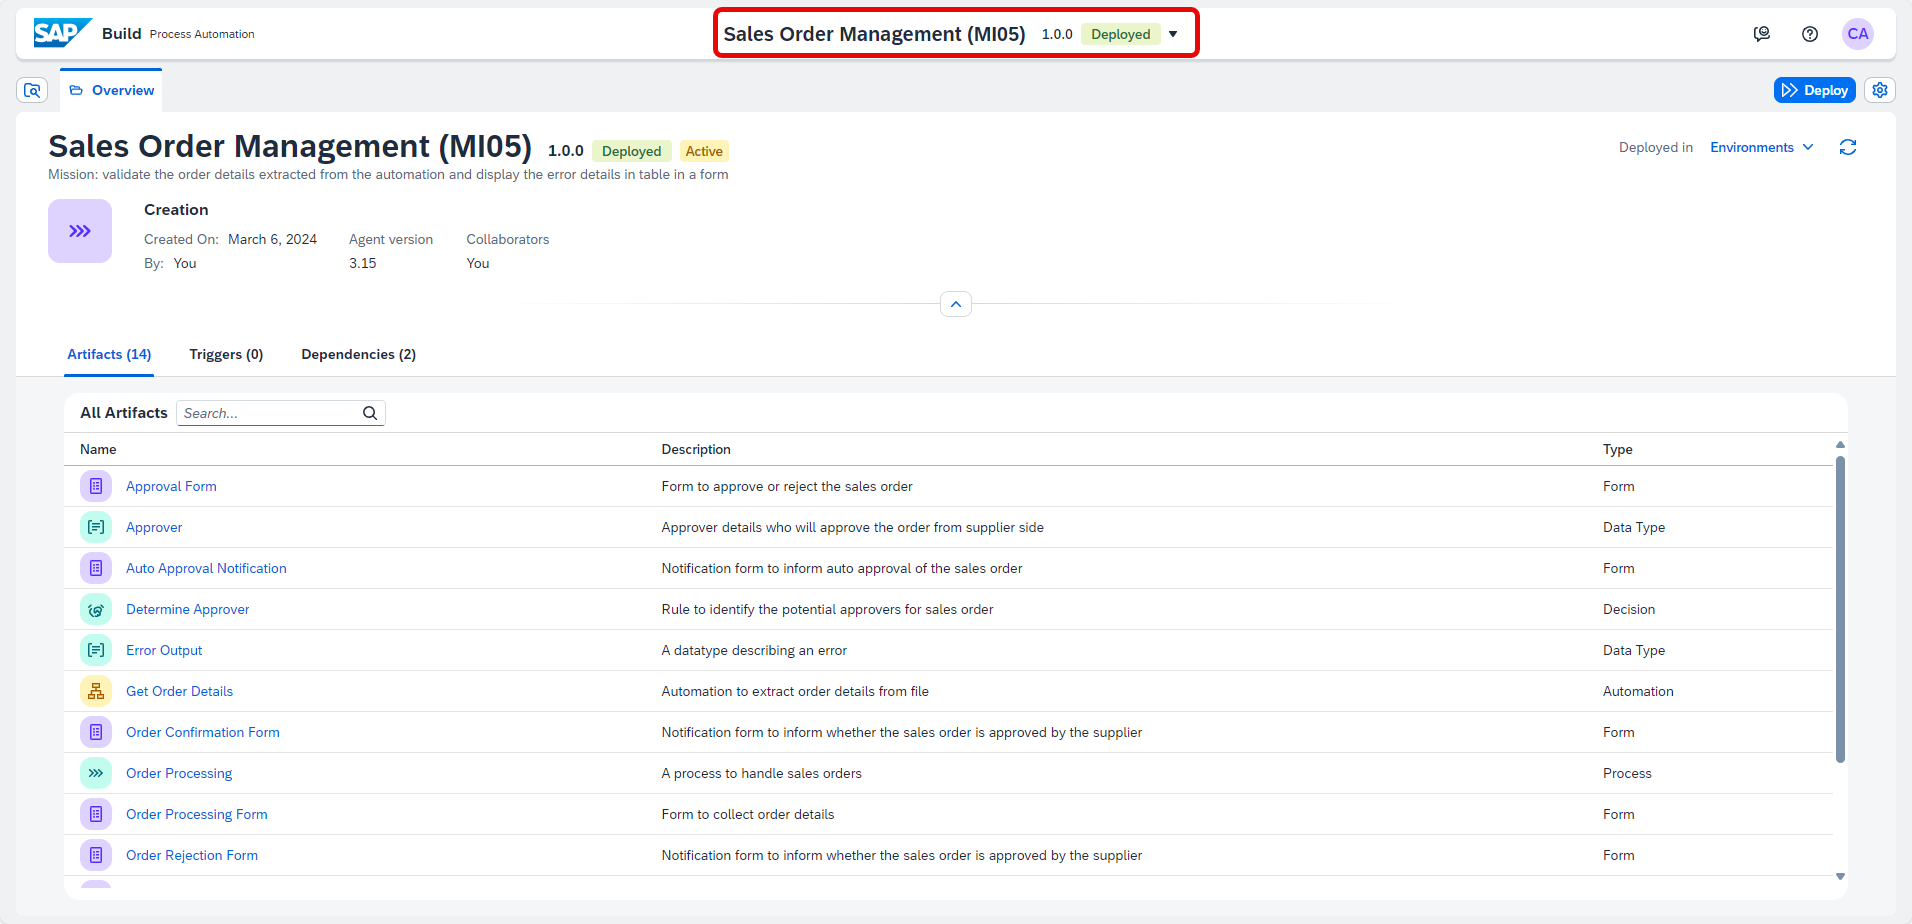 SAP Build Process Automation
Sales Order Management (MI05) 1.0.0 Deployed
CA
Overview
Deploy
Sales Order Management (MI05) 1.0.0 Deployed Active
Deployed in Environments
Mission: validate the order details extracted from the automation and display the error details in table in a form
Creation
Created On: March 6, 2024 Agent version Collaborators
By: You 3.15 You
Artifacts (14) Triggers (0) Dependencies (2)
All Artifacts Search...
Name Description Type
Approval Form Form to approve or reject the sales order Form
Approver Approver details who will approve the order from supplier side Data Type
Auto Approval Notification Notification form to inform auto approval of the sales order Form
Determine Approver Rule to identify the potential approvers for sales order Decision
Error Output A datatype describing an error Data Type
Get Order Details Automation to extract order details from file Automation
Order Confirmation Form Notification form to inform whether the sales order is approved by the supplier Form
Order Processing A process to handle sales orders Process
Order Processing Form Form to collect order details Form
Order Rejection Form Notification form to inform whether the sales order is approved by the supplier Form